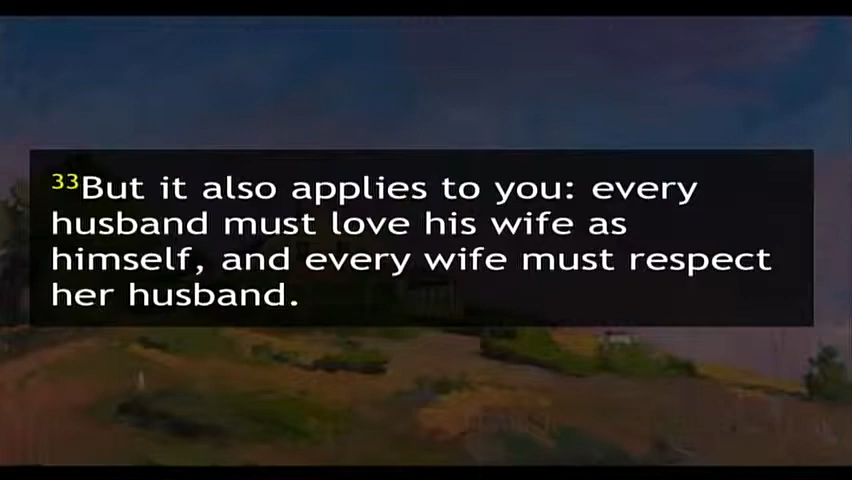 33But it also applies to you: every
husband must love his wife as
himself, and every wife must respect
her husband.